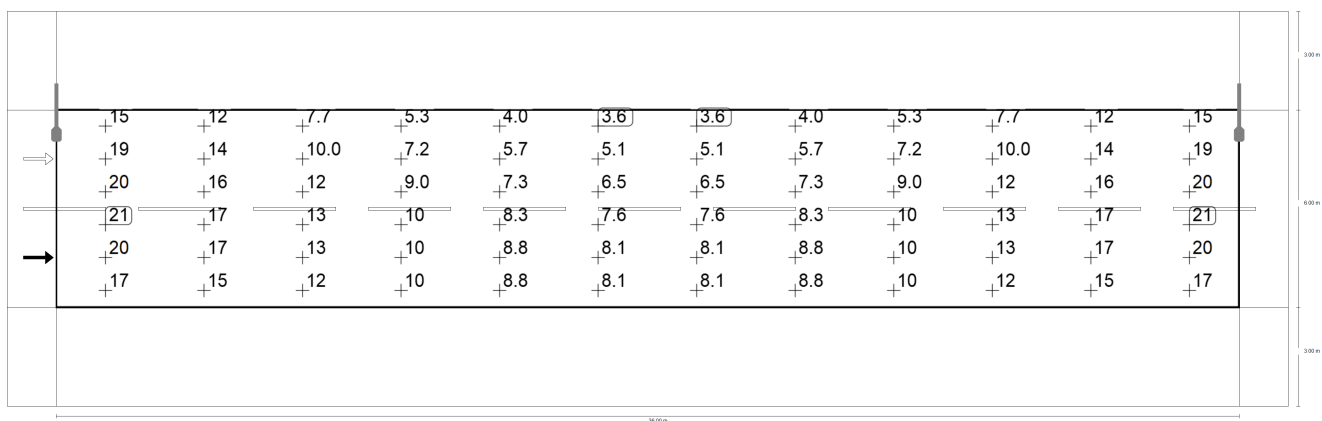 3.00 m
15 12 7.7 5.3 4.0 3.6 3.6 4.0 5.3 7.7 12 15
19 14 10.0 7.2 5.7 5.1 5.1 5.7 7.2 10.0 14 19
20 16 12 9.0 7.3 6.5 6.5 7.3 9.0 12 16 20
6.00 m
21 17 13 10 8.3 7.6 7.6 8.3 10 13 17 21
20 17 13 10 8.8 8.1 8.1 8.8 10 13 17 20
17 15 12 10 8.8 8.1 8.1 8.8 10 12 15 17
3.00 m
36.00 m